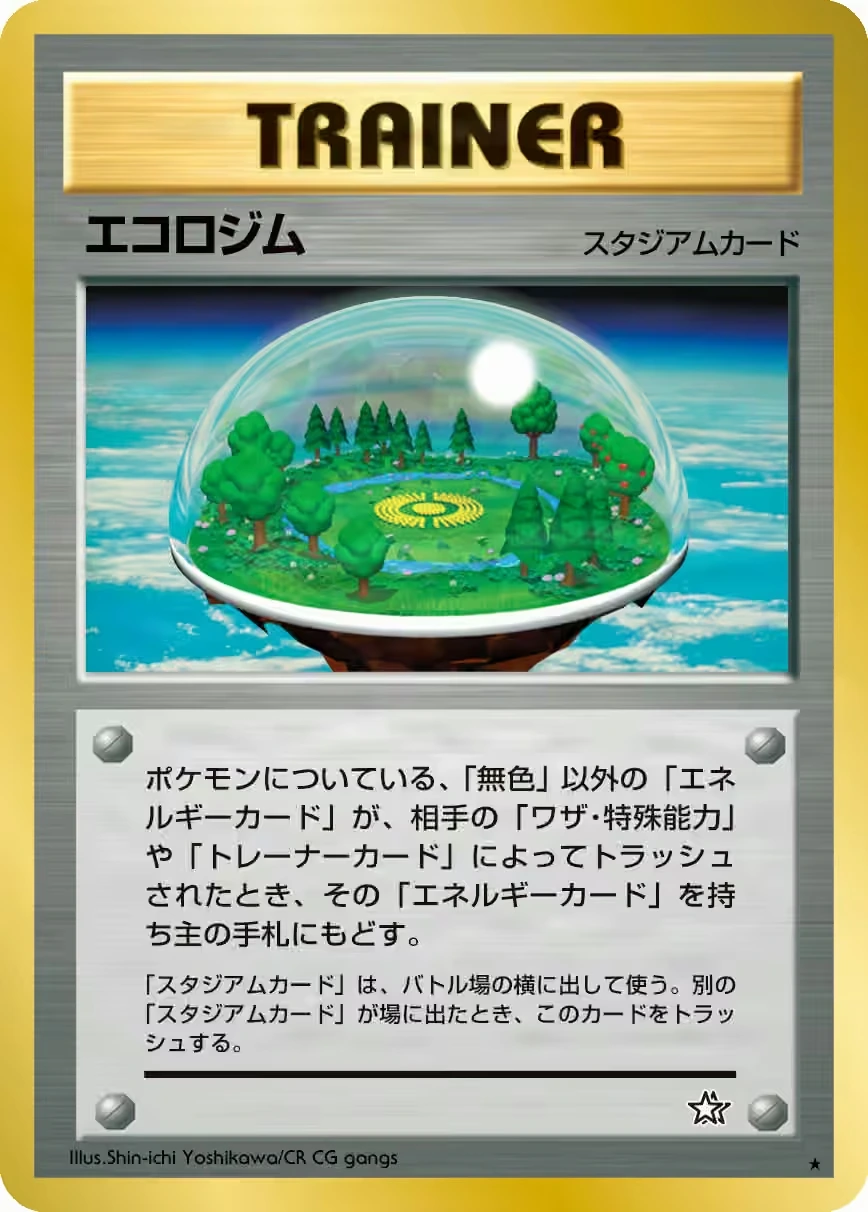 TRAINER
エコロジム
スタジアムカード
ポケモンについている、「無色」以外の「エネ
ルギーカード」が、相手の「ワザ・特殊能力」
や「トレーナーカード」によってトラッシュ
されたとき、その「エネルギーカード」を持
ち主の手札にもどす。
「スタジアムカード」は、バトル場の横に出して使う。別の
「スタジアムカード」が場に出たとき、このカードをトラッ
シュする。
Illus.Shin-ichi Yoshikawa/CR CG gangs
★